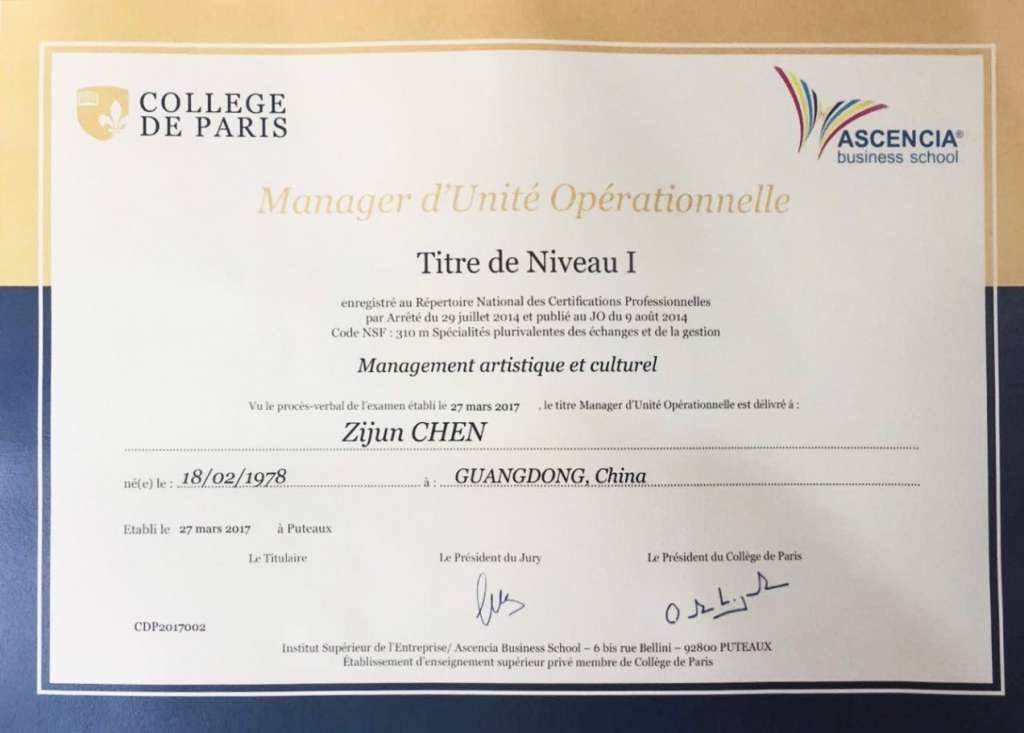 COLLEGE
DE PARIS
ASCENCIA®
business school
Manager d'Unité Opérationnelle
Titre de Niveau I
enregistré au Répertoire National des Certifications Professionnelles
par Arrêté du 29 juillet 2014 et publié au JO du 9 août 2014
Code NSF : 310 m Spécialités plurivalentes des échanges et de la gestion
Management artistique et culturel
Vu le procès-verbal de l'examen établi le 27 mars 2017 , le titre Manager d'Unité Opérationnelle est délivré à :
Zijun CHEN
né(e) le : 18/02/1978 à : GUANGDONG, China
Etabli le 27 mars 2017 à Puteaux
Le Titulaire Le Président du Jury Le Président du Collège de Paris
CDP2017002
Institut Supérieur de l'Entreprise/ Ascencia Business School – 6 bis rue Bellini – 92800 PUTEAUX
Établissement d'enseignement supérieur privé membre de Collège de Paris